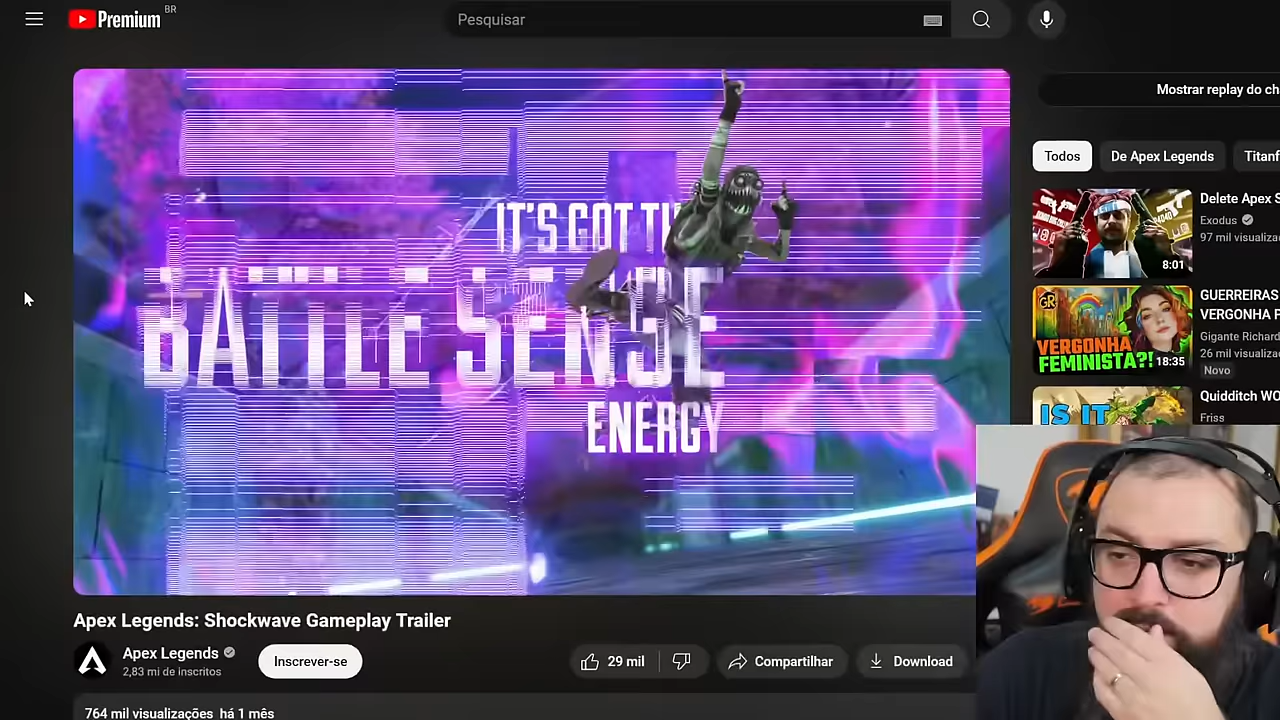 Premium BR
Pesquisar
IT'S GOT TH
BATTLE SENSE
ENERGY
Mostrar replay do ch
Todos
De Apex Legends
Titanf
Delete Apex S
Exodus
97 mil visualiza
8:01
GR
VERGONHA
FEMINISTA?!
18:35
GUERREIRAS
VERGONHA F
Gigante Richard
26 mil visualiza
Novo
IS IT
Quidditch WO
Friss
Apex Legends: Shockwave Gameplay Trailer
Apex Legends
2,83 mi de inscritos
Inscrever-se
29 mil
Compartilhar
Download
764 mil visualizações há 1 mês